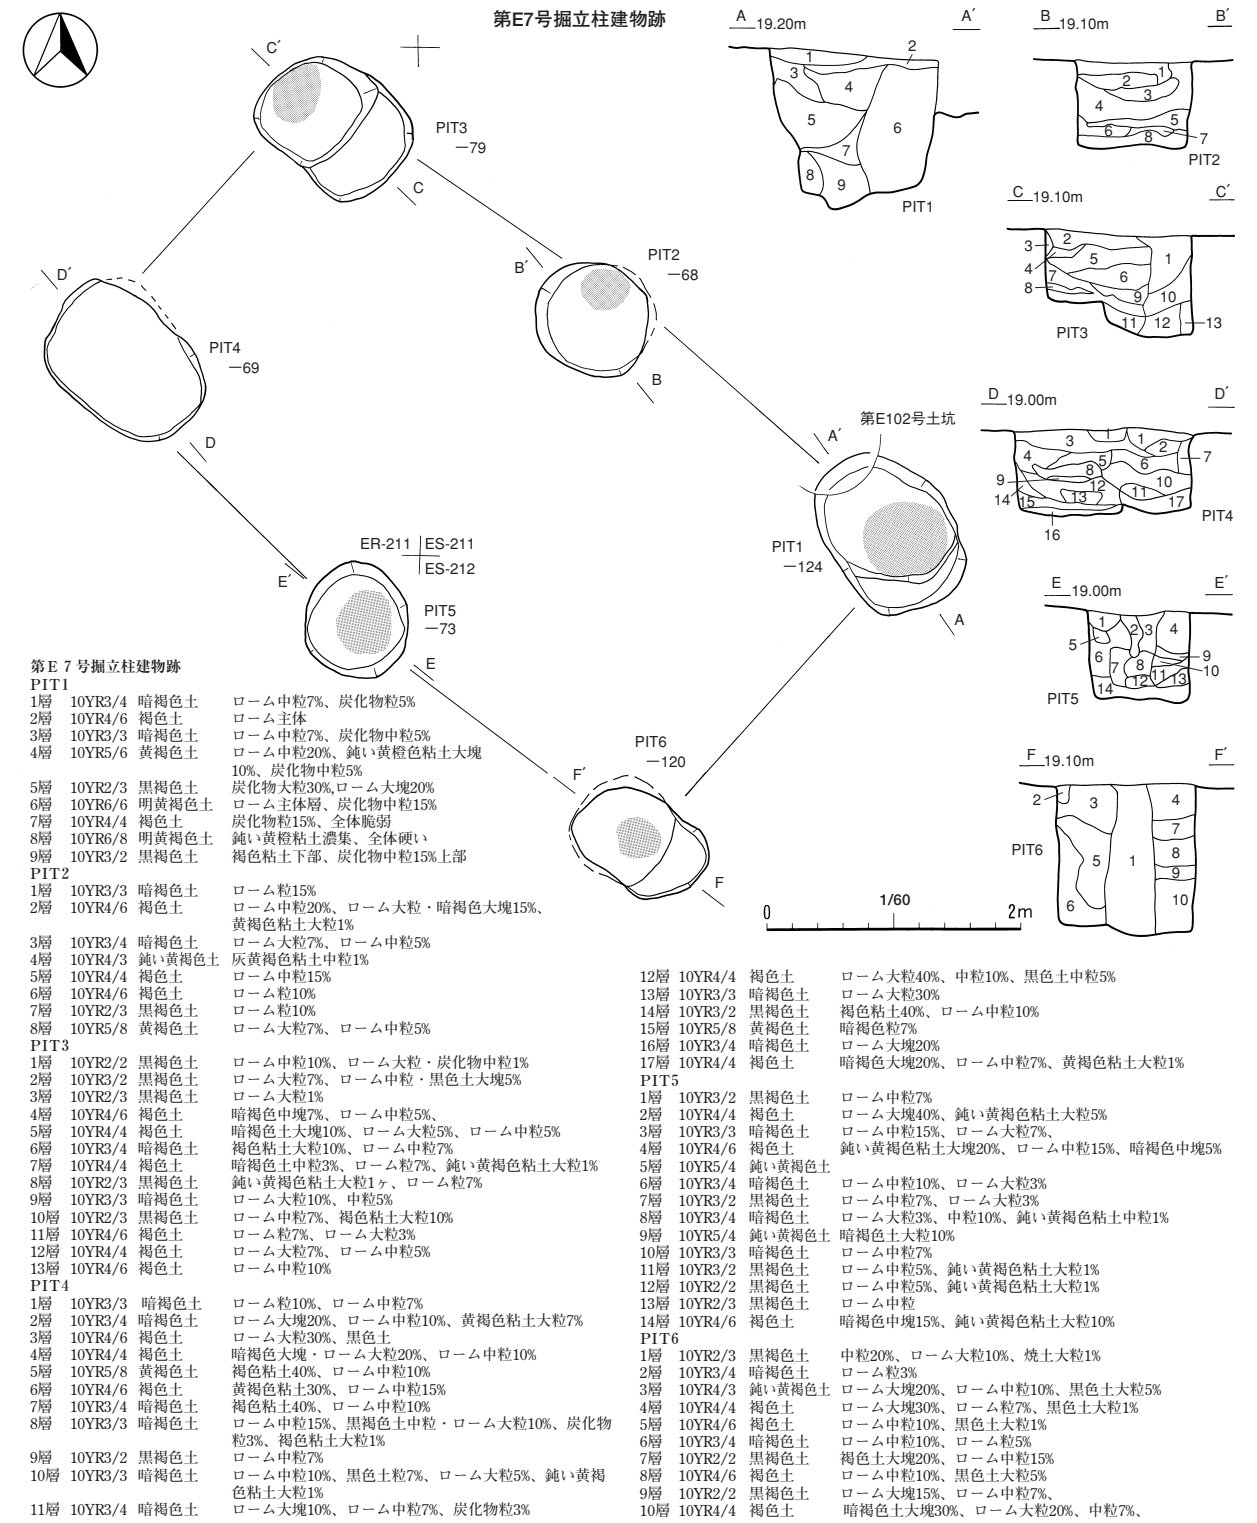 第E7号掘立柱建物跡
C´
PIT3
－79
C
D´
PIT4
－69
D
B´
PIT2
－68
B
第E102号土坑
A´
PIT1
－124
A
ER-211 ES-211
ES-212
E´
PIT5
－73
E
PIT6
－120
F´
F
0 1/60 2m
A 19.20m A´
1
2
3
4
5
6
7
8
9
PIT1
B 19.10m B´
1
2
3
4
5
6
7
8
PIT2
C 19.10m C´
1
2
3
4
5
6
7
8
9
10
11
12
13
PIT3
D 19.00m D´
1
1
2
3
4
5
6
7
8
9
10
11
12
13
14
15
16
17
PIT4
E 19.00m E´
1
2
3
4
5
6
7
8
9
10
11
12
13
14
PIT5
F 19.10m F´
1
2
3
4
5
6
7
8
9
10
PIT6
第E7号掘立柱建物跡
PIT1
1層 10YR3/4 暗褐色土 ローム中粒7%、炭化物粒5%
2層 10YR4/6 褐色土 ローム主体
3層 10YR3/3 暗褐色土 ローム中粒7%、炭化物中粒5%
4層 10YR5/6 黄褐色土 ローム中粒20%、鈍い黄橙色粘土大塊
10%、炭化物中粒5%
5層 10YR2/3 黒褐色土 炭化物大粒30%,ローム大塊20%
6層 10YR6/6 明黄褐色土 ローム主体層、炭化物中粒15%
7層 10YR4/4 褐色土 炭化物粒15%、全体脆弱
8層 10YR6/8 明黄褐色土 鈍い黄橙粘土濃集、全体硬い
9層 10YR3/2 黒褐色土 褐色粘土下部、炭化物中粒15%上部
PIT2
1層 10YR3/3 暗褐色土 ローム粒15%
2層 10YR4/6 褐色土 ローム中粒20%、ローム大粒・暗褐色大塊15%、
黄褐色粘土大粒1%
3層 10YR3/4 暗褐色土 ローム大粒7%、ローム中粒5%
4層 10YR4/3 鈍い黄褐色土 灰黄褐色粘土中粒1%
5層 10YR4/4 褐色土 ローム中粒15%
6層 10YR4/6 褐色土 ローム粒10%
7層 10YR2/3 黒褐色土 ローム粒10%
8層 10YR5/8 黄褐色土 ローム大粒7%、ローム中粒5%
PIT3
1層 10YR2/2 黒褐色土 ローム中粒10%、ローム大粒・炭化物中粒1%
2層 10YR3/2 黒褐色土 ローム大粒7%、ローム中粒・黒色土大塊5%
3層 10YR2/3 黒褐色土 ローム大粒1%
4層 10YR4/6 褐色土 暗褐色中塊7%、ローム中粒5%、
5層 10YR4/4 褐色土 暗褐色土大塊10%、ローム大粒5%、ローム中粒5%
6層 10YR3/4 暗褐色土 褐色粘土大粒10%、ローム中粒7%
7層 10YR4/4 褐色土 暗褐色土中粒3%、ローム粒7%、鈍い黄褐色粘土大粒1%
8層 10YR2/3 黒褐色土 鈍い黄褐色粘土大粒1ヶ、ローム粒7%
9層 10YR3/3 暗褐色土 ローム大粒10%、中粒5%
10層 10YR2/3 黒褐色土 ローム中粒7%、褐色粘土大粒10%
11層 10YR4/6 褐色土 ローム粒7%、ローム大粒3%
12層 10YR4/4 褐色土 ローム大粒7%、ローム中粒5%
13層 10YR4/6 褐色土 ローム中粒10%
PIT4
1層 10YR3/3 暗褐色土 ローム粒10%、ローム中粒7%
2層 10YR3/4 暗褐色土 ローム大塊20%、ローム中粒10%、黄褐色粘土大粒7%
3層 10YR4/6 褐色土 ローム大粒30%、黒色土
4層 10YR4/4 褐色土 暗褐色大塊・ローム大粒20%、ローム中粒10%
5層 10YR5/8 黄褐色土 褐色粘土40%、ローム中粒10%
6層 10YR4/6 褐色土 黄褐色粘土30%、ローム中粒15%
7層 10YR3/4 暗褐色土 褐色粘土40%、ローム中粒10%
8層 10YR3/3 暗褐色土 ローム中粒15%、黒褐色土中粒・ローム大粒10%、炭化物
粒3%、褐色粘土大粒1%
9層 10YR3/2 黒褐色土 ローム中粒7%
10層 10YR3/3 暗褐色土 ローム中粒10%、黒色土粒7%、ローム大粒5%、鈍い黄褐
色粘土大粒1%
11層 10YR3/4 暗褐色土 ローム大塊10%、ローム中粒7%、炭化物粒3%
12層 10YR4/4 褐色土 ローム大粒40%、中粒10%、黒色土中粒5%
13層 10YR3/3 暗褐色土 ローム大粒30%
14層 10YR3/2 黒褐色土 褐色粘土40%、ローム中粒10%
15層 10YR5/8 黄褐色土 暗褐色粒7%
16層 10YR3/4 暗褐色土 ローム大塊20%
17層 10YR4/4 褐色土 暗褐色大塊20%、ローム中粒7%、黄褐色粘土大粒1%
PIT5
1層 10YR3/2 黒褐色土 ローム中粒7%
2層 10YR4/4 褐色土 ローム大塊40%、鈍い黄褐色粘土大粒5%
3層 10YR3/3 暗褐色土 ローム中粒15%、ローム大粒7%、
4層 10YR4/6 褐色土 鈍い黄褐色粘土大塊20%、ローム中粒15%、暗褐色中塊5%
5層 10YR5/4 鈍い黄褐色土
6層 10YR3/4 暗褐色土 ローム中粒10%、ローム大粒3%
7層 10YR3/2 黒褐色土 ローム中粒7%、ローム大粒3%
8層 10YR3/4 暗褐色土 ローム大粒3%、中粒10%、鈍い黄褐色粘土中粒1%
9層 10YR5/4 鈍い黄褐色土 暗褐色土大粒10%
10層 10YR3/3 暗褐色土 ローム中粒7%
11層 10YR3/2 黒褐色土 ローム中粒5%、鈍い黄褐色粘土大粒1%
12層 10YR2/2 黒褐色土 ローム中粒5%、鈍い黄褐色粘土大粒1%
13層 10YR2/3 黒褐色土 ローム中粒
14層 10YR4/6 褐色土 暗褐色中塊15%、鈍い黄褐色粘土大粒10%
PIT6
1層 10YR2/3 黒褐色土 中粒20%、ローム大粒10%、焼土大粒1%
2層 10YR3/4 暗褐色土 ローム粒3%
3層 10YR4/3 鈍い黄褐色土 ローム大塊20%、ローム中粒10%、黒色土大粒5%
4層 10YR4/4 褐色土 ローム大塊30%、ローム粒7%、黒色土大粒1%
5層 10YR4/6 褐色土 ローム中粒10%、黒色土大粒1%
6層 10YR3/4 暗褐色土 ローム中粒10%、ローム粒5%
7層 10YR2/2 黒褐色土 褐色土大塊20%、ローム中粒15%
8層 10YR4/6 褐色土 ローム中粒10%、黒色土大粒5%
9層 10YR2/2 黒褐色土 ローム大塊15%、ローム中粒7%、
10層 10YR4/4 褐色土 暗褐色土大塊30%、ローム大粒20%、中粒7%、